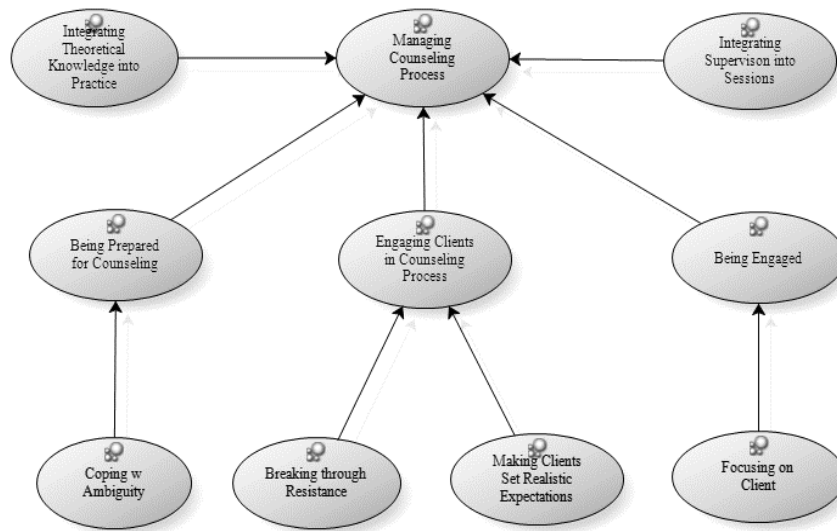 Integrating
Theoretical
Knowledge into
Practice
Managing
Counseling
Process
Integrating
Supervison into
Sessions
Being Prepared
for Counseling
Engaging Clients
in Counseling
Process
Being Engaged
Coping w
Ambiguity
Breaking through
Resistance
Making Clients
Set Realistic
Expectations
Focusing on
Client